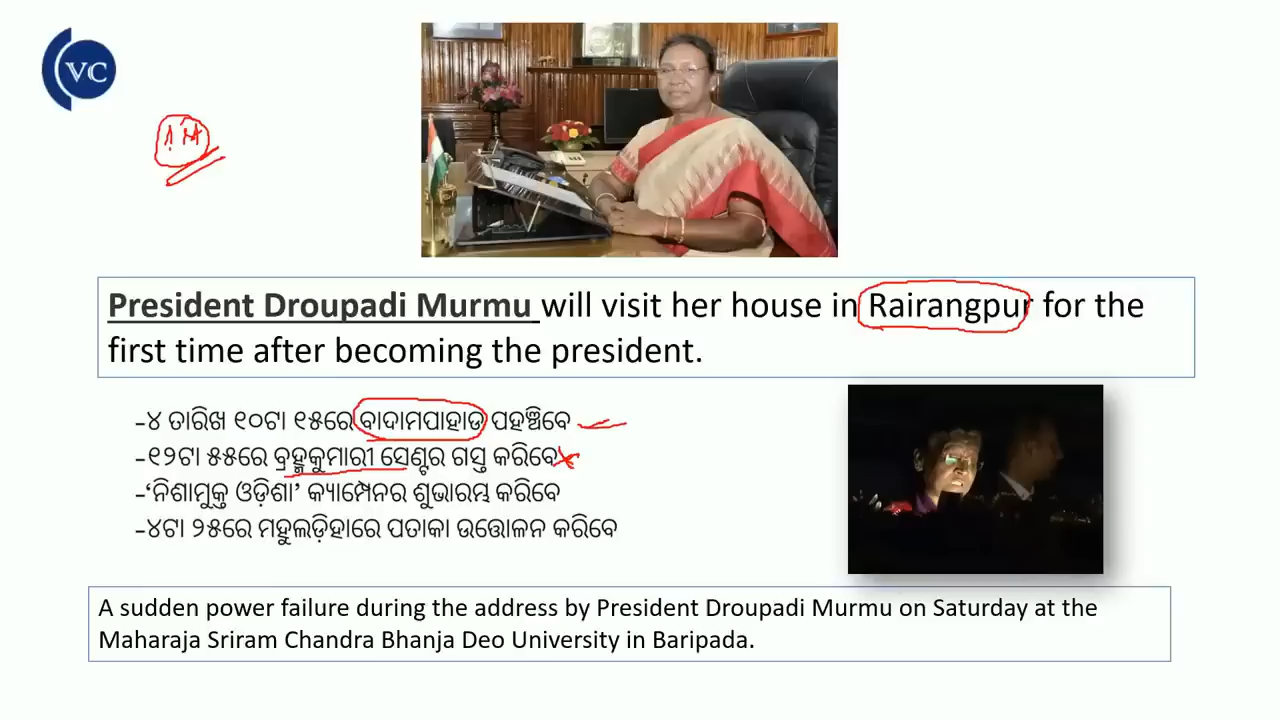 VC
President Droupadi Murmu will visit her house in Rairangpur for the
first time after becoming the president.
-୪ ତାରିଖ ୧୦ଟା ୧୫ରେ ବାଦାମପାହାଡ ପହଞ୍ଚିବେ
-୧୨ଟା ୫୫ରେ ବ୍ରହ୍ମକୁମାରୀ ସେଣ୍ଟର ଗସ୍ତ କରିବେ
-‘ନିଶାମୁକ୍ତ ଓଡ଼ିଶା’ କ୍ୟାମ୍ପେନର ଶୁଭାରମ୍ଭ କରିବେ
-୪ଟା ୨୫ରେ ମହୁଲଡ଼ିହାରେ ପତାକା ଉତ୍ତୋଳନ କରିବେ
A sudden power failure during the address by President Droupadi Murmu on Saturday at the
Maharaja Sriram Chandra Bhanja Deo University in Baripada.